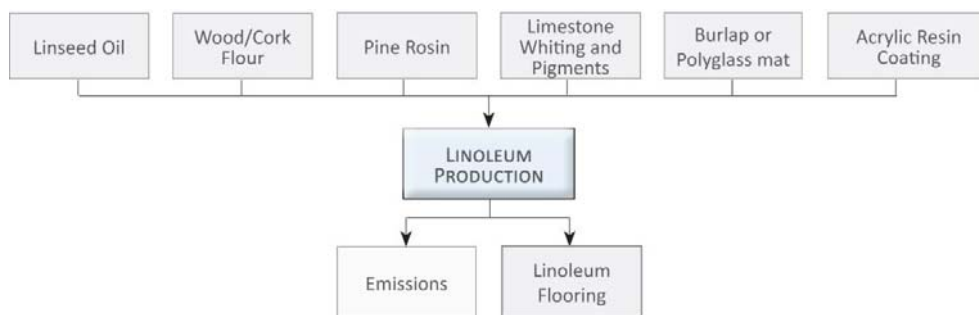 Linseed Oil
Wood/Cork
Flour
Pine Rosin
Limestone
Whiting and
Pigments
Burlap or
Polyglass mat
Acrylic Resin
Coating
LINOLEUM
PRODUCTION
Emissions
Linoleum
Flooring